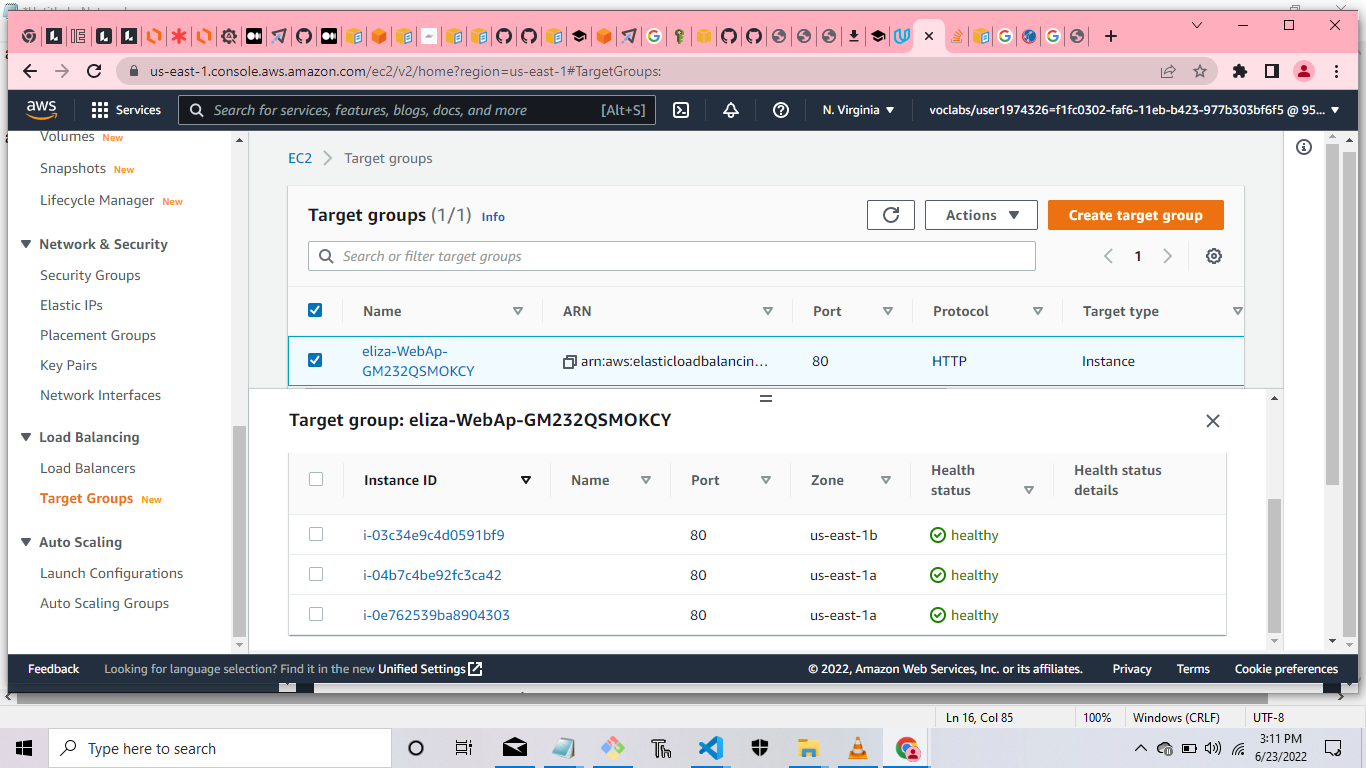 us-east-1.console.aws.amazon.com/ec2/v2/home?region=us-east-1#TargetGroups:
aws
Services
Search for services, features, blogs, docs, and more
[Alt+S]
N. Virginia
voclabs/user1974326=f1fc0302-faf6-11eb-b423-977b303bf6f5 @ 95...
Volumes New
Snapshots New
Lifecycle Manager New
Network & Security
Security Groups
Elastic IPs
Placement Groups
Key Pairs
Network Interfaces
Load Balancing
Load Balancers
Target Groups New
Auto Scaling
Launch Configurations
Auto Scaling Groups
EC2
Target groups
Target groups (1/1) Info
Actions
Create target group
Search or filter target groups
1
Name
ARN
Port
Protocol
Target type
eliza-WebAp-
GM232QSMOKCY
arn:aws:elasticloadbalancin...
80
HTTP
Instance
Target group: eliza-WebAp-GM232QSMOKCY
Instance ID
Name
Port
Zone
Health
status
Health status
details
i-03c34e9c4d0591bf9
80
us-east-1b
healthy
i-04b7c4be92fc3ca42
80
us-east-1a
healthy
i-0e762539ba8904303
80
us-east-1a
healthy
Feedback
Looking for language selection? Find it in the new Unified Settings
© 2022, Amazon Web Services, Inc. or its affiliates.
Privacy
Terms
Cookie preferences
Ln 16, Col 85
100%
Windows (CRLF)
UTF-8
Type here to search
3:11 PM
6/23/2022